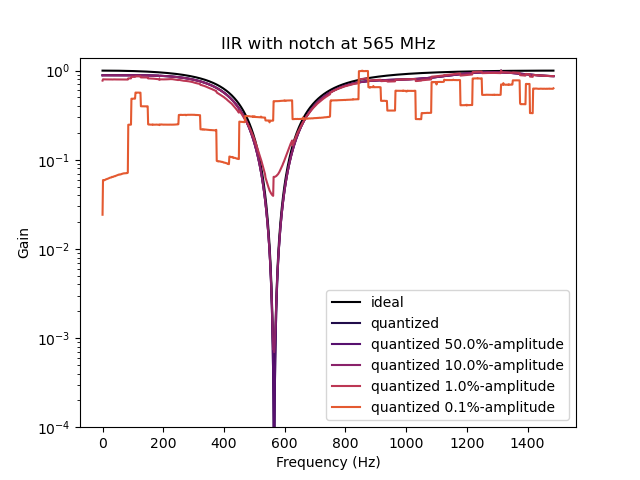 IIR with notch at 565 MHz
Gain
10^0
10^-1
10^-2
10^-3
10^-4
ideal
quantized
quantized 50.0%-amplitude
quantized 10.0%-amplitude
quantized 1.0%-amplitude
quantized 0.1%-amplitude
0 200 400 600 800 1000 1200 1400
Frequency (Hz)